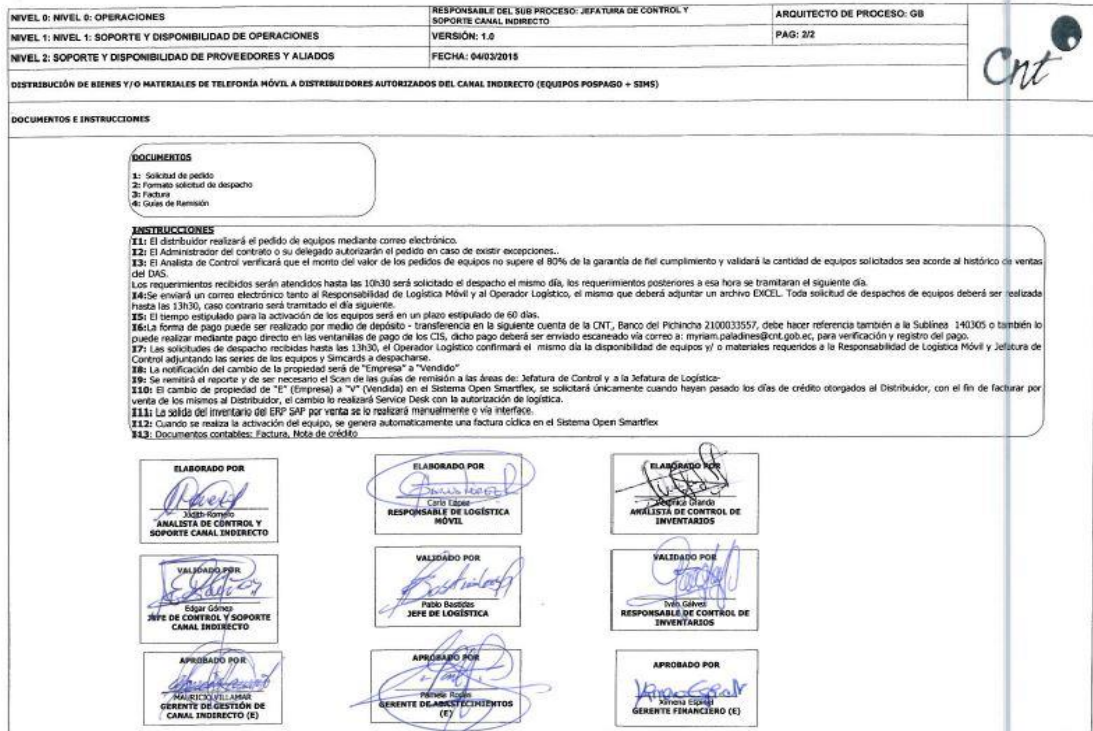 NIVEL 0: NIVEL 0: OPERACIONES
RESPONSABLE DEL SUB PROCESO: JEFATURA DE CONTROL Y SOPORTE CANAL INDIRECTO
ARQUITECTO DE PROCESO: GB
NIVEL 1: NIVEL 1: SOPORTE Y DISPONIBILIDAD DE OPERACIONES
VERSIÓN: 1.0
PAG: 2/2
NIVEL 2: SOPORTE Y DISPONIBILIDAD DE PROVEEDORES Y ALIADOS
FECHA: 04/03/2015
Cnt
DISTRIBUCIÓN DE BIENES Y/O MATERIALES DE TELEFONÍA MÓVIL A DISTRIBUIDORES AUTORIZADOS DEL CANAL INDIRECTO (EQUIPOS POSPAGO + SIMS)
DOCUMENTOS E INSTRUCCIONES
DOCUMENTOS
1: Solicitud de pedido
2: Formato solicitud de despacho
3: Factura
4: Guías de Remisión
INSTRUCCIONES
I1: El distribuidor realizará el pedido de equipos mediante correo electrónico.
I2: El Administrador del contrato o su delegado autorizarán el pedido en caso de existir excepciones..
I3: El Analista de Control verificará que el monto del valor de los pedidos de equipos no supere el 80% de la garantía de fiel cumplimiento y validará la cantidad de equipos solicitados sea acorde al histórico de ventas
del DAS.
Los requerimientos recibidos serán atendidos hasta las 10h30 será solicitado el despacho el mismo día, los requerimientos posteriores a esa hora se tramitaran el siguiente día.
I4:Se enviará un correo electrónico tanto al Responsabilidad de Logística Móvil y al Operador Logístico, el mismo que deberá adjuntar un archivo EXCEL. Toda solicitud de despachos de equipos deberá ser realizada
hasta las 13h30, caso contrario será tramitado el día siguiente.
I5: El tiempo estipulado para la activación de los equipos será en un plazo estipulado de 60 días.
I6:La forma de pago puede ser realizado por medio de depósito - transferencia en la siguiente cuenta de la CNT,, Banco del Pichincha 2100033557, debe hacer referencia también a la Sublínea 140305 o también lo
puede realizar mediante pago directo en las ventanillas de pago de los CIS, dicho pago deberá ser enviado escaneado vía correo a: myriam.paladines@cnt.gob.ec, para verificación y registro del pago.
I7: Las solicitudes de despacho recibidas hasta las 13h30, el Operador Logístico confirmará el mismo día la disponibilidad de equipos y/ o materiales requeridos a la Responsabilidad de Logística Móvil y Jefatura de
Control adjuntando las series de los equipos y Simcards a despacharse.
I8: La notificación del cambio de la propiedad será de "Empresa" a "Vendido"
I9: Se remitirá el reporte y de ser necesario el Scan de las guías de remisión a las áreas de: Jefatura de Control y a la Jefatura de Logística-
I10: El cambio de propiedad de "E" (Empresa) a "V" (Vendida) en el Sistema Open Smartflex, se solicitará únicamente cuando hayan pasado los días de crédito otorgados al Distribuidor, con el fin de facturar por
venta de los mismos al Distribuidor, el cambio lo realizará Service Desk con la autorización de logística.
I11: La salida del inventario del ERP SAP por venta se lo realizará manualmente o vía interface.
I12: Cuando se realiza la activación del equipo, se genera automaticamente una factura cíclica en el Sistema Open Smartflex
I13: Documentos contables: Factura, Nota de crédito
ELABORADO POR
Judith Romero
ANALISTA DE CONTROL Y
SOPORTE CANAL INDIRECTO
ELABORADO POR
Carla López
RESPONSABLE DE LOGÍSTICA
MÓVIL
ELABORADO POR
Verónica Granda
ANALISTA DE CONTROL DE
INVENTARIOS
VALIDADO POR
Edgar Gómez
JEFE DE CONTROL Y SOPORTE
CANAL INDIRECTO
VALIDADO POR
Pablo Bastidas
JEFE DE LOGÍSTICA
VALIDADO POR
Iván Gálvez
RESPONSABLE DE CONTROL DE
INVENTARIOS
APROBADO POR
MAURICIO VILLAMAR
GERENTE DE GESTIÓN DE
CANAL INDIRECTO (E)
APROBADO POR
Pamela Rosas
GERENTE DE ABASTECIMIENTOS
(E)
APROBADO POR
Ximena Espinel
GERENTE FINANCIERO (E)